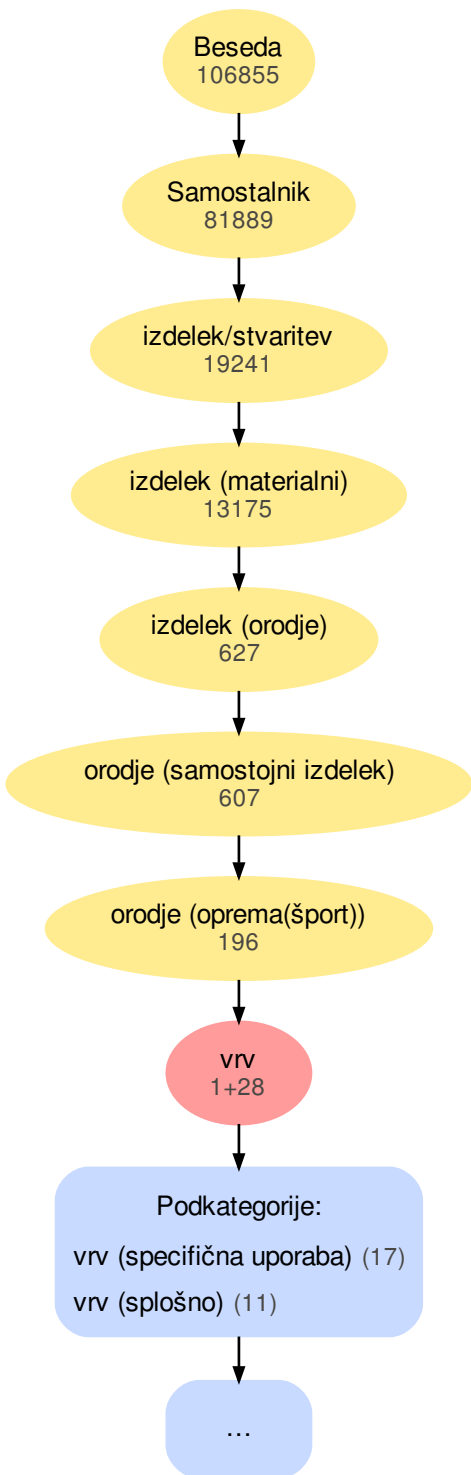 Beseda
106855
Samostalnik
81889
izdelek/stvaritev
19241
izdelek (materialni)
13175
izdelek (orodje)
627
orodje (samostojni izdelek)
607
orodje (oprema(šport))
196
vrv
1+28
Podkategorije:
vrv (specifična uporaba) (17)
vrv (splošno) (11)
...